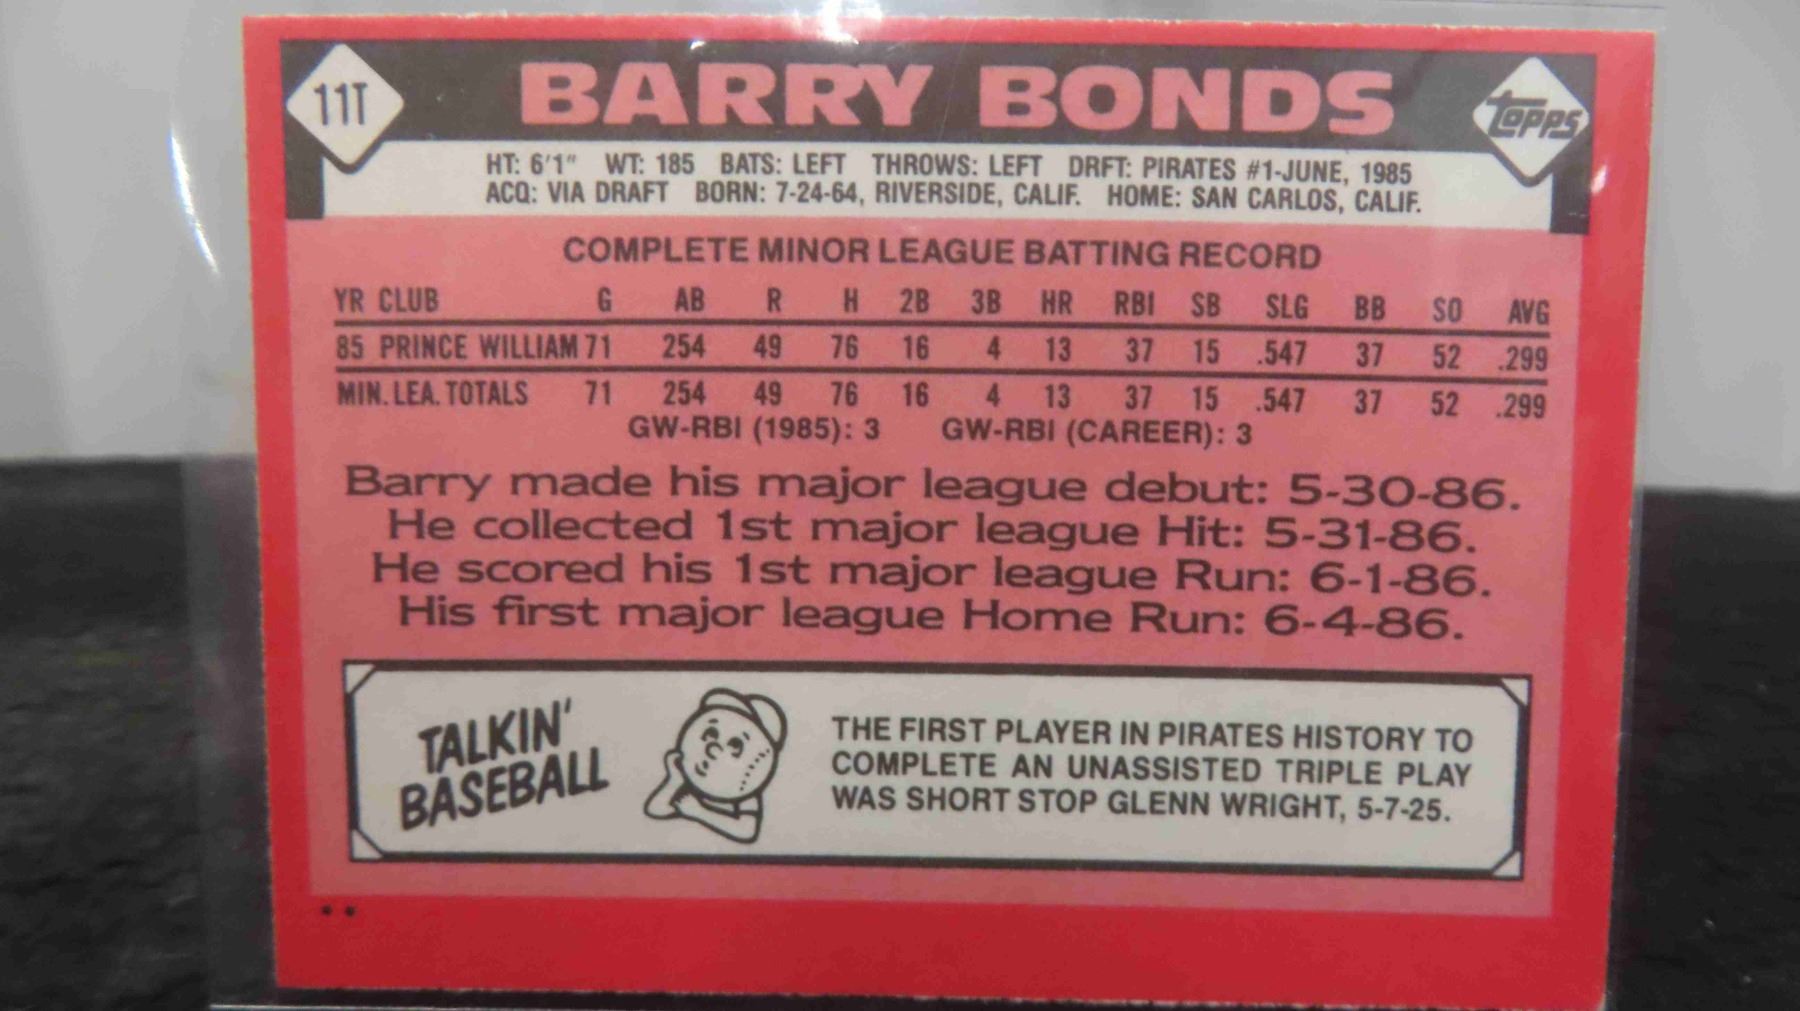 11T BARRY BONDS TOPPS
HT: 6'1" WT: 185 BATS: LEFT THROWS: LEFT DRFT: PIRATES #1-JUNE, 1985
ACQ: VIA DRAFT BORN: 7-24-64, RIVERSIDE, CALIF. HOME: SAN CARLOS, CALIF.
COMPLETE MINOR LEAGUE BATTING RECORD
YR CLUB G AB R H 2B 3B HR RBI SB SLG BB SO AVG
85 PRINCE WILLIAM 71 254 49 76 16 4 13 37 15 .547 37 52 .299
MIN. LEA. TOTALS 71 254 49 76 16 4 13 37 15 .547 37 52 .299
GW-RBI (1985): 3 GW-RBI (CAREER): 3
Barry made his major league debut: 5-30-86.
He collected 1st major league Hit: 5-31-86.
He scored his 1st major league Run: 6-1-86.
His first major league Home Run: 6-4-86.
TALKIN'
BASEBALL
THE FIRST PLAYER IN PIRATES HISTORY TO
COMPLETE AN UNASSISTED TRIPLE PLAY
WAS SHORT STOP GLENN WRIGHT, 5-7-25.